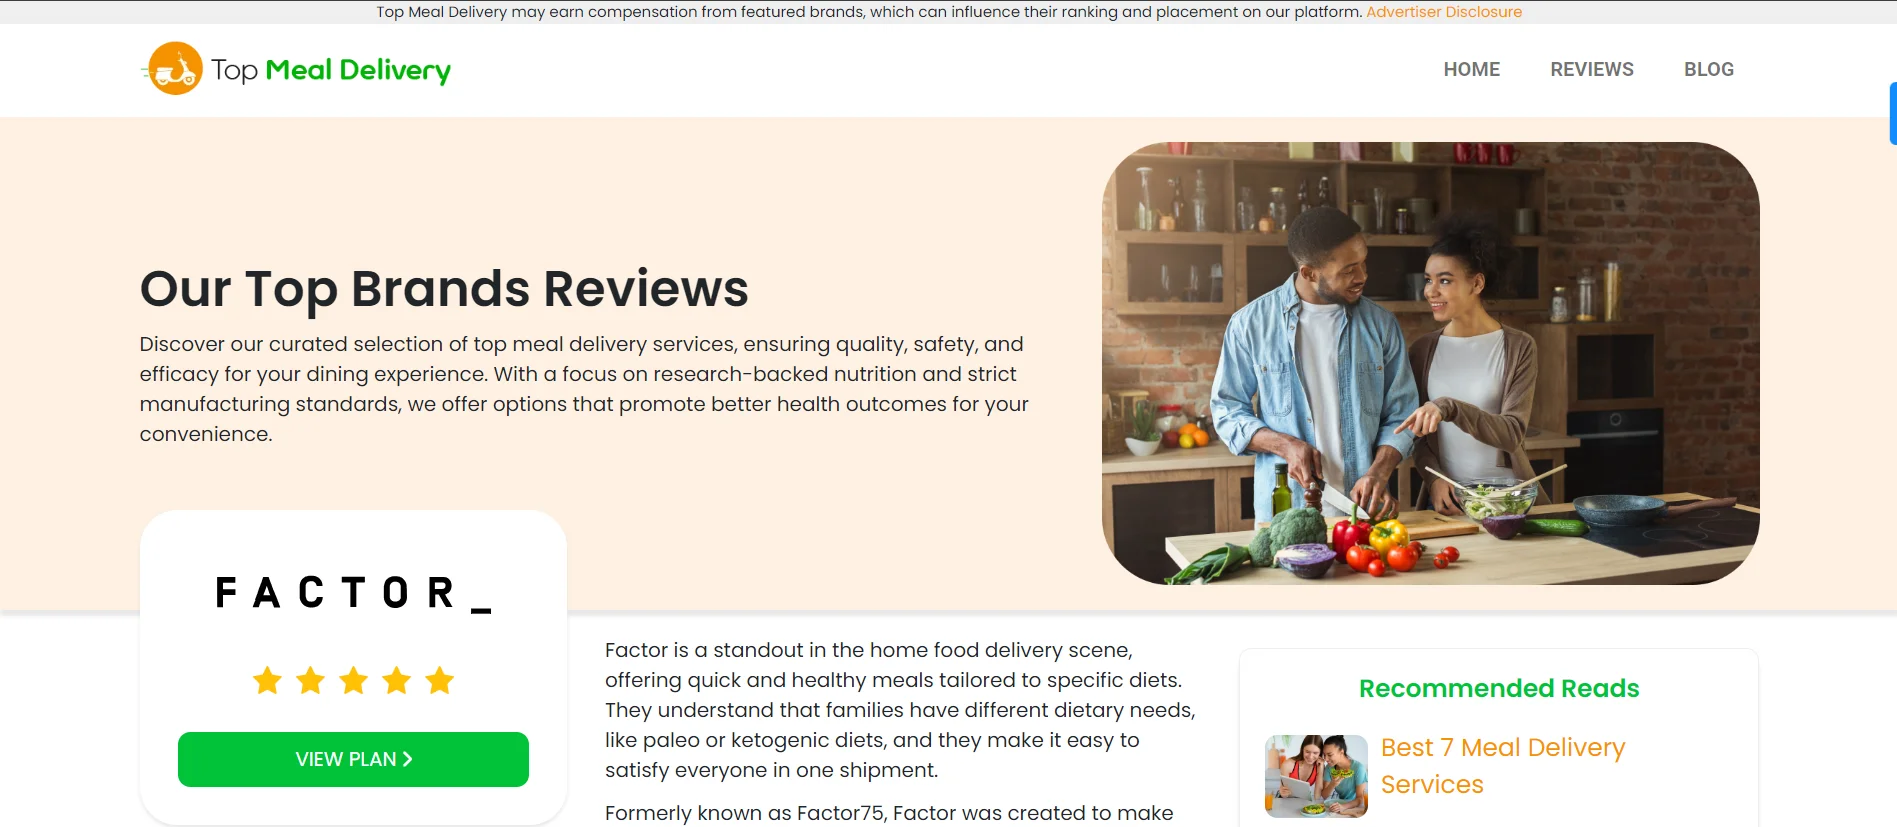 Top Meal Delivery may earn compensation from featured brands, which can influence their ranking and placement on our platform. Advertiser Disclosure
Top Meal Delivery
HOME REVIEWS BLOG
Our Top Brands Reviews
Discover our curated selection of top meal delivery services, ensuring quality, safety, and
efficacy for your dining experience. With a focus on research-backed nutrition and strict
manufacturing standards, we offer options that promote better health outcomes for your
convenience.
FACTOR_
VIEW PLAN
Factor is a standout in the home food delivery scene,
offering quick and healthy meals tailored to specific diets.
They understand that families have different dietary needs,
like paleo or ketogenic diets, and they make it easy to
satisfy everyone in one shipment.
Formerly known as Factor75, Factor was created to make
Recommended Reads
Best 7 Meal Delivery
Services